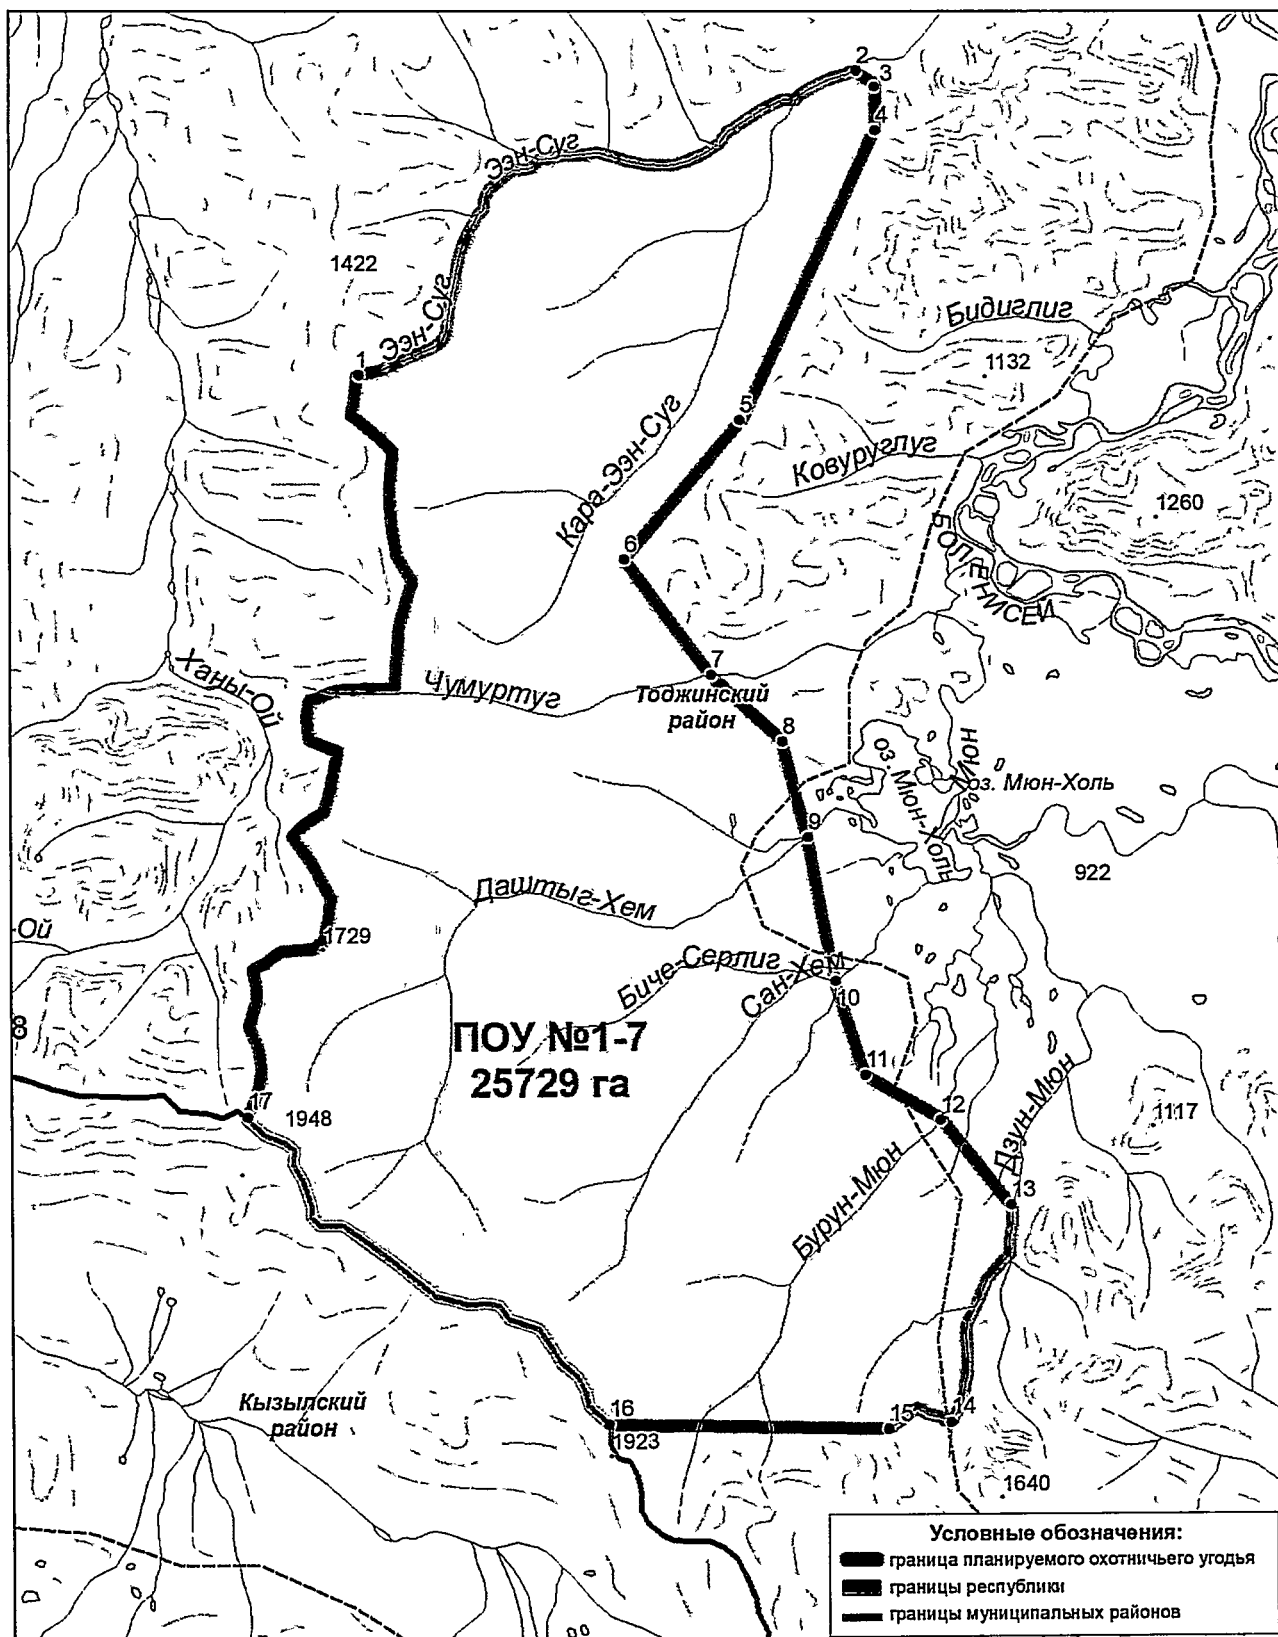 2
3
4
Ээн-Суг
1422
Ээн-Суг
1
Бидиглиг
1132
5
Кара-Ээн-Суг
Ковуруглуг
1260
6
БОЛ.ЕНИСЕЙ
7
Ханы-Ой
Чумуртуг
Тоджинский
район
8
оз. Мюн-Холь
Мюн
оз. Мюн-Холь
9
922
Даштыг-Хем
-Ой
1729
Биче-Серлиг
Сан-Хем
10
8
ПОУ №1-7
25729 га
11
17
1948
12
Дзун-Мюн
1117
Бурун-Мюн
13
Кызылский
район
16
1923
15
14
1640
Условные обозначения:
граница планируемого охотничьего угодья
границы республики
границы муниципальных районов